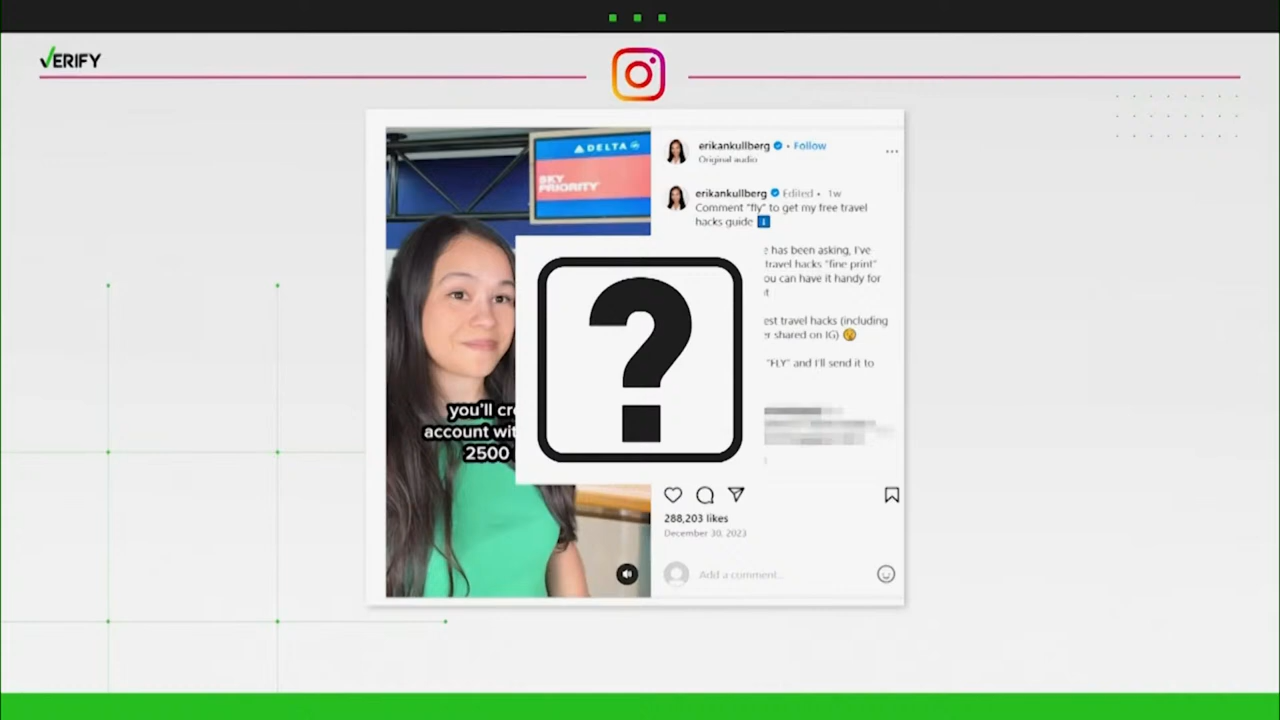 VERIFY
DELTA
SKY
PRIORITY
you'll cre
account wit
2500
erikankullberg • Follow
Original audio
erikankullberg Edited • 1w
Comment "fly" to get my free travel
hacks guide
e has been asking, I've
travel hacks "fine print"
ou can have it handy for
t
est travel hacks (including
er shared on IG)
"FLY" and I'll send it to
288,203 likes
December 30, 2023
Add a comment...
?